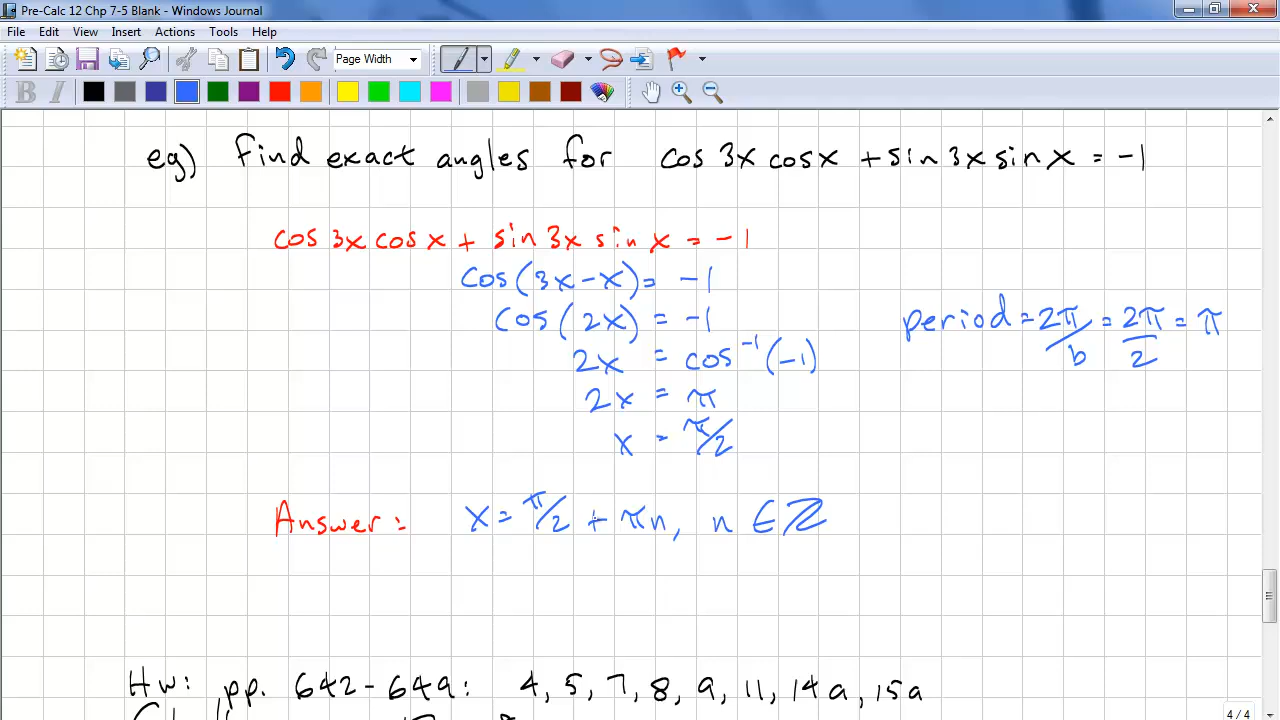 Pre-Calc 12 Chp 7-5 Blank - Windows Journal
File Edit View Insert Actions Tools Help
Page Width
B I
eg) Find exact angles for cos 3x cos x + sin 3x sin x = -1
cos 3x cos x + sin 3x sin x = -1
cos(3x - x) = -1
cos(2x) = -1
period = 2π/b = 2π/2 = π
2x = cos⁻¹(-1)
2x = π
x = π/2
Answer: x = π/2 + πn, n ∈ ℤ
Hw: pp. 642 - 649: 4, 5, 7, 8, 9, 11, 14a, 15a
4/4